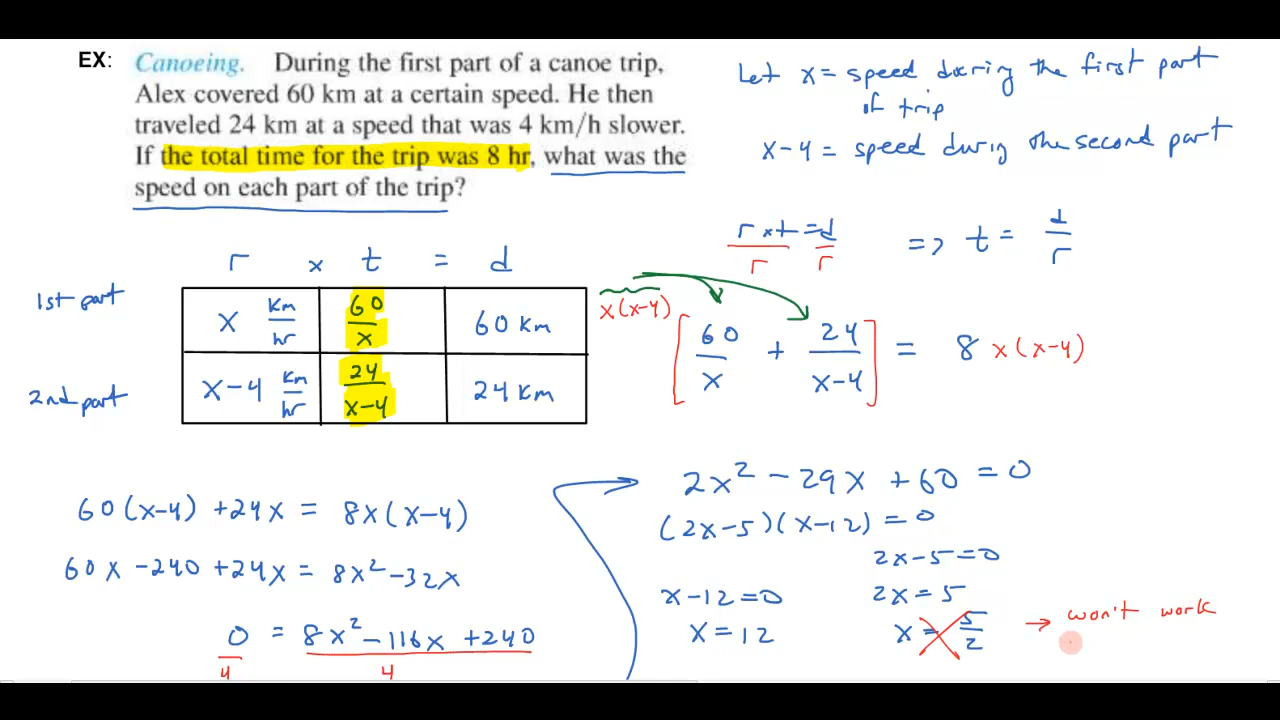 EX: Canoeing. During the first part of a canoe trip,
Alex covered 60 km at a certain speed. He then
traveled 24 km at a speed that was 4 km/h slower.
If the total time for the trip was 8 hr, what was the
speed on each part of the trip?
Let x = speed during the first part
of trip
x-4 = speed during the second part
r × t = d
r r
=> t = d/r
r × t = d
1st part x km/hr 60/x 60 km
2nd part x-4 km/hr 24/x-4 24 km
x(x-4) [60/x + 24/x-4] = 8 x(x-4)
60(x-4) + 24x = 8x(x-4)
60x - 240 + 24x = 8x² - 32x
0 = 8x² - 116x + 240
4 4
2x² - 29x + 60 = 0
(2x-5)(x-12) = 0
2x-5=0
x-12=0 2x=5
x=12 x=5/2 → won't work